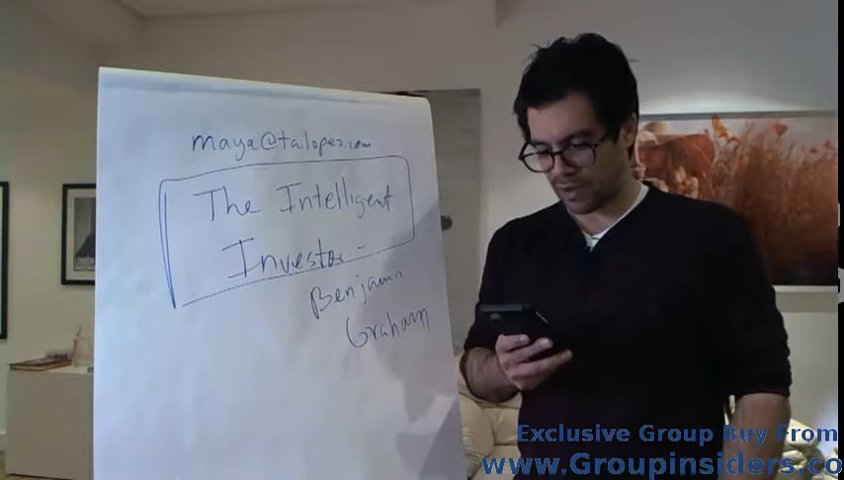 maya@tailopez.com
The Intelligent
Investor -
Benjamin
Graham
Exclusive Group Buy From
www.Groupinsiders.co